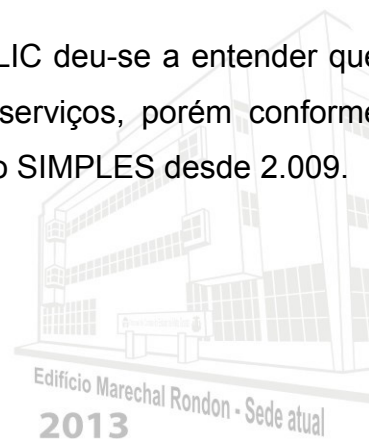 LIC deu-se a entender que
serviços, porém conforme
o SIMPLES desde 2.009.
Edifício Marechal Rondon - Sede atual
2013